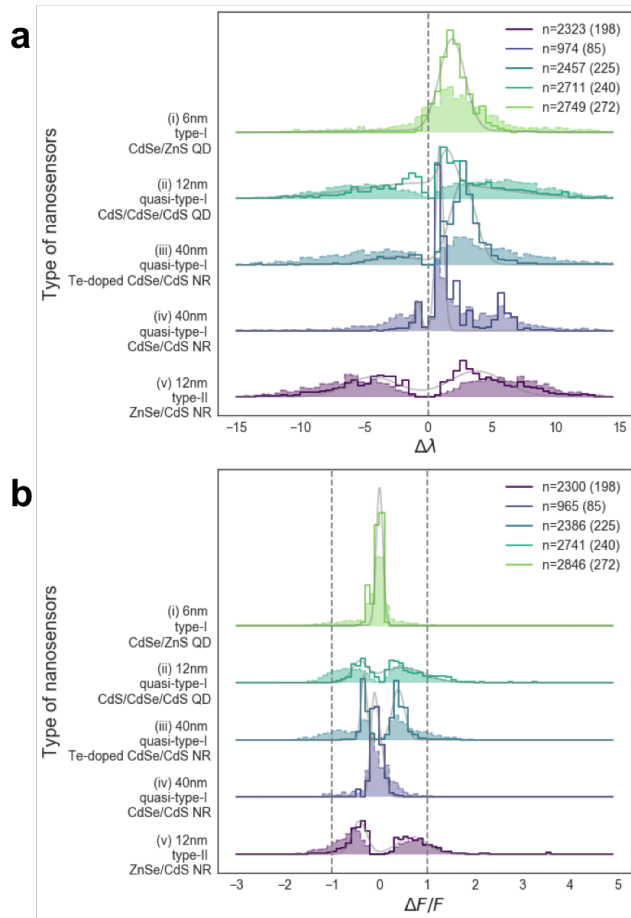 a
n=2323 (198)
n=974 (85)
n=2457 (225)
n=2711 (240)
n=2749 (272)
Type of nanosensors
(i) 6nm
type-I
CdSe/ZnS QD
(ii) 12nm
quasi-type-I
CdS/CdSe/CdS QD
(iii) 40nm
quasi-type-I
Te-doped CdSe/CdS NR
(iv) 40nm
quasi-type-I
CdSe/CdS NR
(v) 12nm
type-II
ZnSe/CdS NR
−15 −10 −5 0 5 10 15
Δλ
b
n=2300 (198)
n=965 (85)
n=2386 (225)
n=2741 (240)
n=2846 (272)
Type of nanosensors
(i) 6nm
type-I
CdSe/ZnS QD
(ii) 12nm
quasi-type-I
CdS/CdSe/CdS QD
(iii) 40nm
quasi-type-I
Te-doped CdSe/CdS NR
(iv) 40nm
quasi-type-I
CdSe/CdS NR
(v) 12nm
type-II
ZnSe/CdS NR
−3 −2 −1 0 1 2 3 4 5
ΔF/F